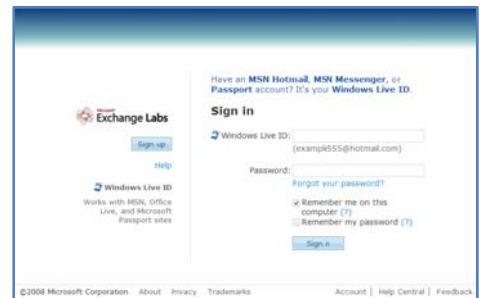 Have an MSN Hotmail, MSN Messenger, or
Passport account? It's you Windows Live ID.
Microsoft
Exchange Labs
Sign up
Help
Windows Live ID
Works with MSN, Office
Live, and Microsoft
Passport sites
Sign in
Windows Live ID:
(example555@hotmail.com)
Password:
Forgot your password?
Remember me on this
computer (?)
Remember my password (?)
Sign in
©2008 Microsoft Corporation About Privacy Trademarks Account | Help Central | Feedback